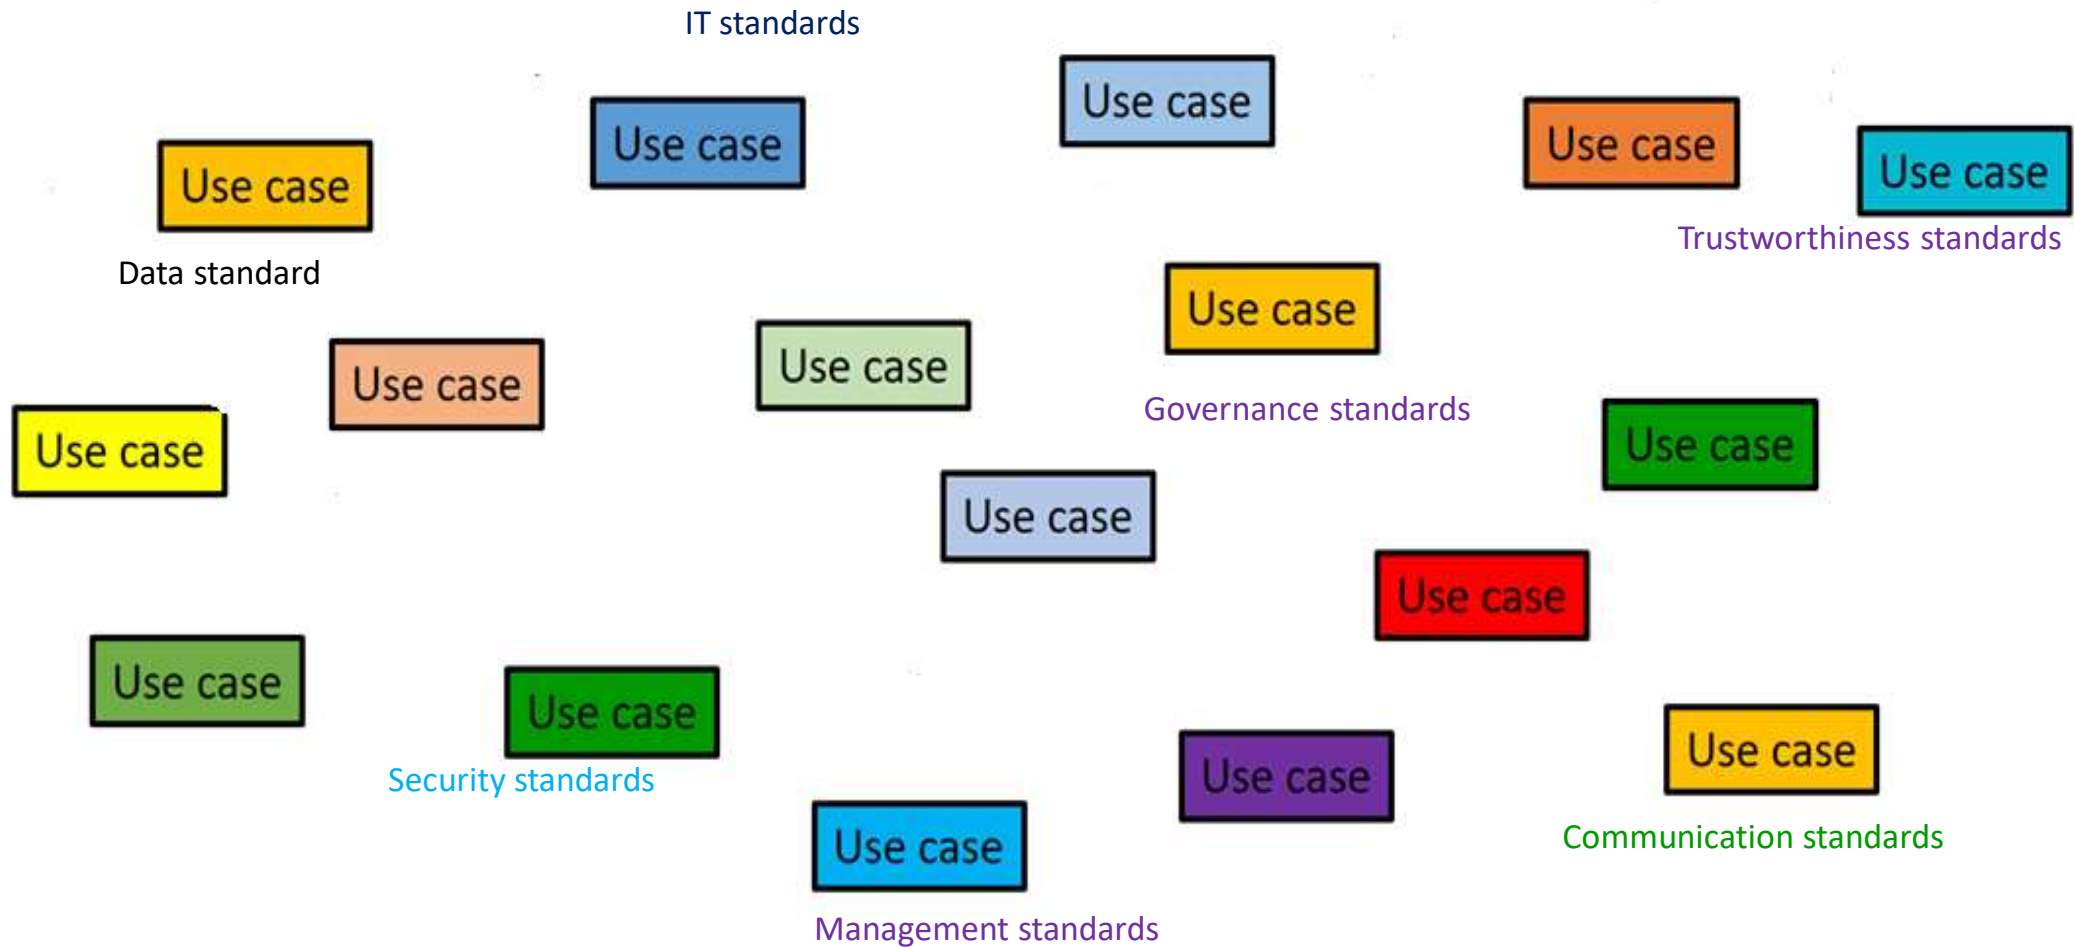 IT standards
Use case
Use case
Use case
Use case
Use case
Trustworthiness standards
Data standard
Use case
Use case
Use case
Governance standards
Use case
Use case
Use case
Use case
Use case
Use case
Use case
Security standards
Use case
Use case
Communication standards
Use case
Management standards